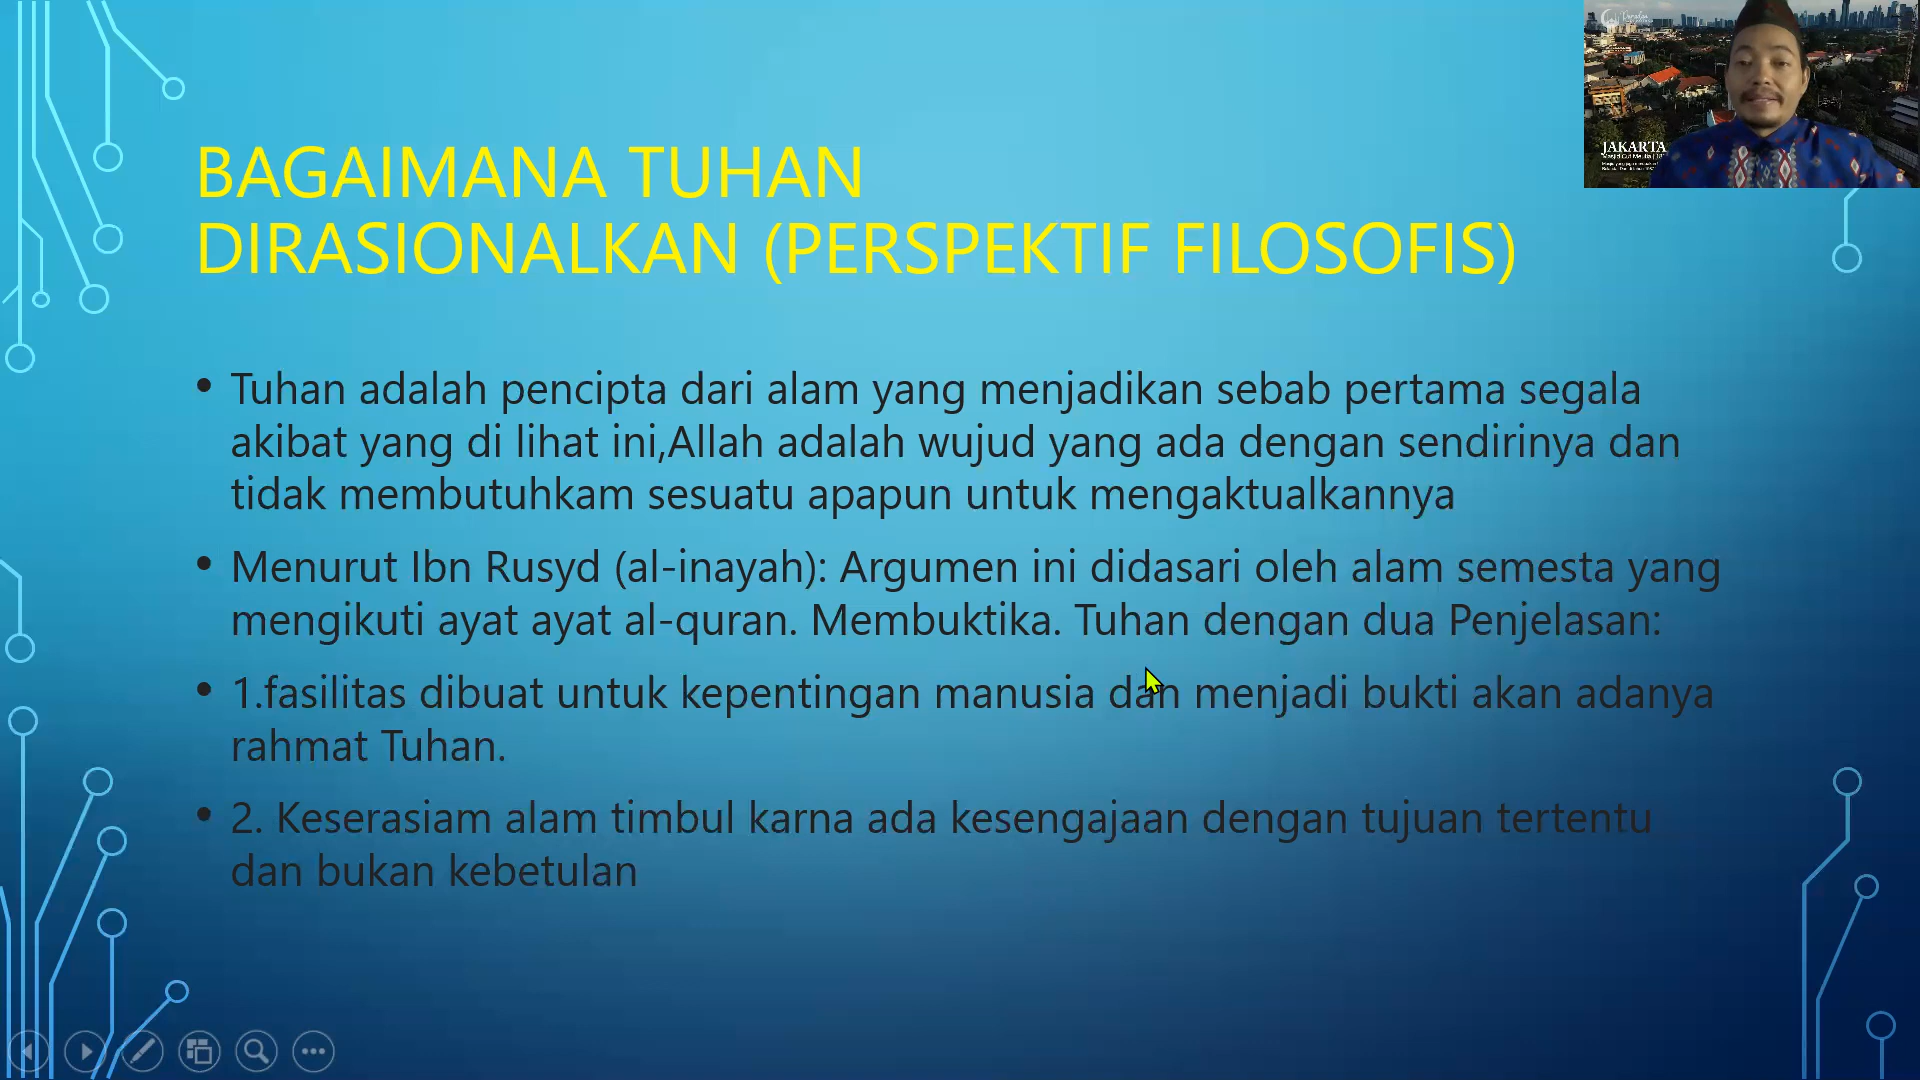 BAGAIMANA TUHAN
DIRASIONALKAN (PERSPEKTIF FILOSOFIS)
• Tuhan adalah pencipta dari alam yang menjadikan sebab pertama segala
akibat yang di lihat ini,Allah adalah wujud yang ada dengan sendirinya dan
tidak membutuhkam sesuatu apapun untuk mengaktualkannya
• Menurut Ibn Rusyd (al-inayah): Argumen ini didasari oleh alam semesta yang
mengikuti ayat ayat al-quran. Membuktika. Tuhan dengan dua Penjelasan:
• 1.fasilitas dibuat untuk kepentingan manusia dan menjadi bukti akan adanya
rahmat Tuhan.
• 2. Keserasiam alam timbul karna ada kesengajaan dengan tujuan tertentu
dan bukan kebetulan
JAKARTA
Masjid Cut Meutia